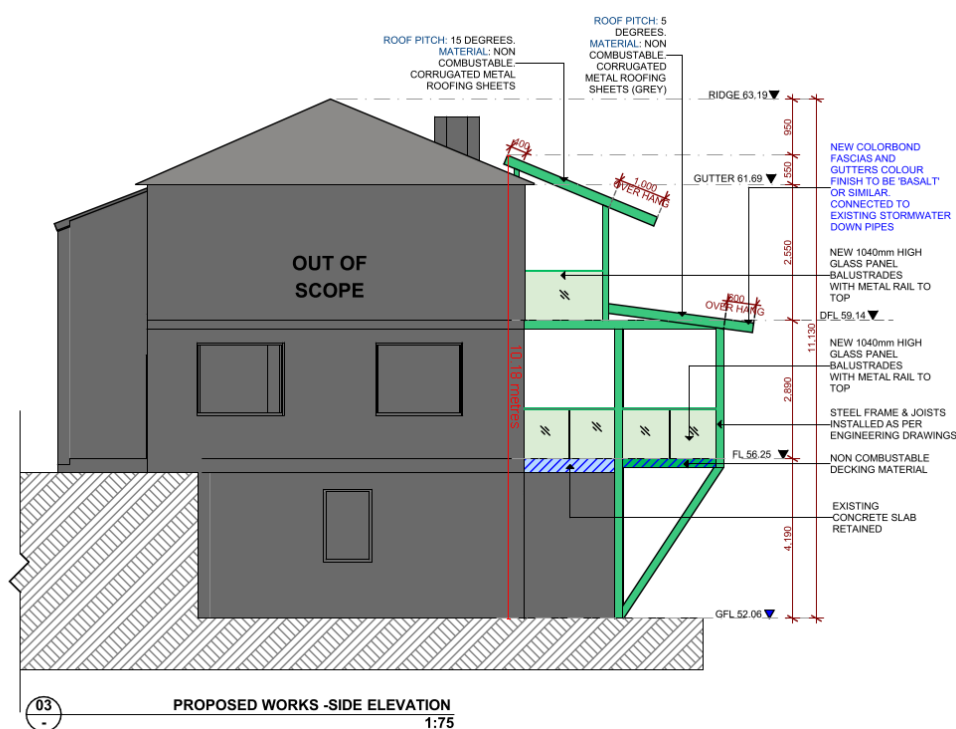 ROOF PITCH: 15 DEGREES.
MATERIAL: NON
COMBUSTABLE.
CORRUGATED METAL
ROOFING SHEETS
ROOF PITCH: 5
DEGREES.
MATERIAL: NON
COMBUSTABLE.
CORRUGATED
METAL ROOFING
SHEETS (GREY)
RIDGE 63.19
950
400
NEW COLORBOND
FASCIAS AND
GUTTERS COLOUR
FINISH TO BE 'BASALT'
OR SIMILAR.
CONNECTED TO
EXISTING STORMWATER
DOWN PIPES
GUTTER 61.69
550
1,000
OVER HANG
OUT OF
SCOPE
2,550
NEW 1040mm HIGH
GLASS PANEL
BALUSTRADES
WITH METAL RAIL TO
TOP
600
OVER HANG
DFL 59.14
11,130
NEW 1040mm HIGH
GLASS PANEL
BALUSTRADES
WITH METAL RAIL TO
TOP
10.18 metres
2,890
STEEL FRAME & JOISTS
INSTALLED AS PER
ENGINEERING DRAWINGS
FL 56.25
NON COMBUSTABLE
DECKING MATERIAL
EXISTING
CONCRETE SLAB
RETAINED
4,190
GFL 52.06
03
-
PROPOSED WORKS -SIDE ELEVATION
1:75